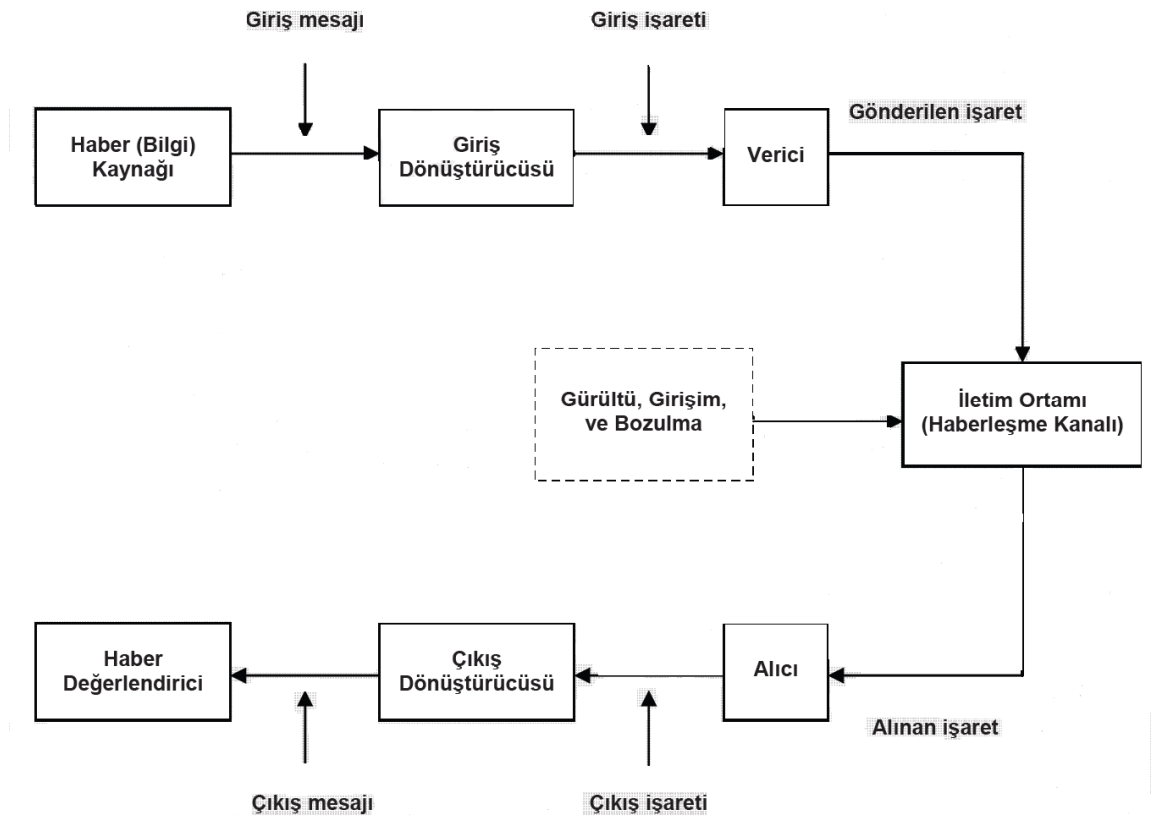 Giriş mesajı
Giriş işareti
Haber (Bilgi)
Kaynağı
Giriş
Dönüştürücüsü
Verici
Gönderilen işaret
Gürültü, Girişim,
ve Bozulma
İletim Ortamı
(Haberleşme Kanalı)
Haber
Değerlendirici
Çıkış
Dönüştürücüsü
Alıcı
Alınan işaret
Çıkış mesajı
Çıkış işareti